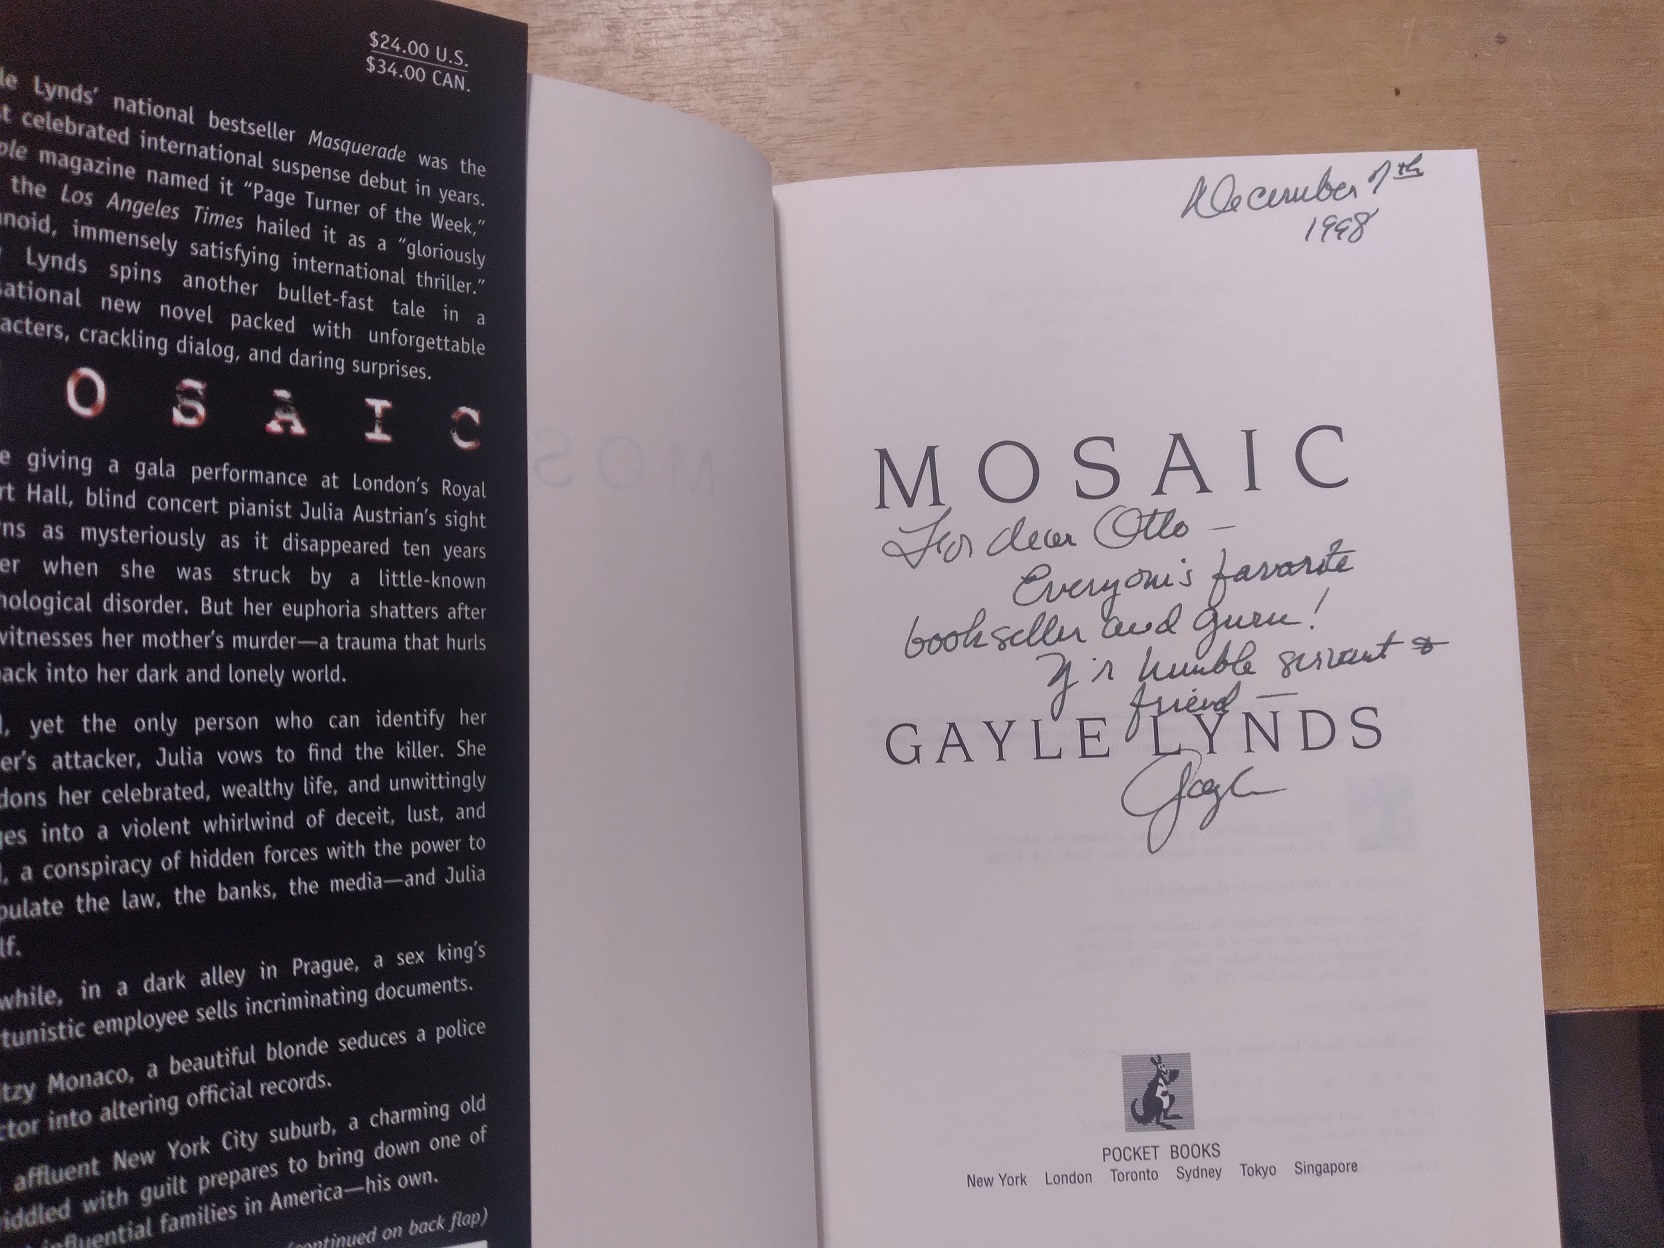 $24.00 U.S.
$34.00 CAN.
le Lynds' national bestseller Masquerade was the
t celebrated international suspense debut in years.
ple magazine named it "Page Turner of the Week,"
the Los Angeles Times hailed it as a "gloriously
noid, immensely satisfying international thriller."
Lynds spins another bullet-fast tale in a
sational new novel packed with unforgettable
acters, crackling dialog, and daring surprises.
O S A I C
e giving a gala performance at London's Royal
rt Hall, blind concert pianist Julia Austrian's sight
ns as mysteriously as it disappeared ten years
er when she was struck by a little-known
hological disorder. But her euphoria shatters after
witnesses her mother's murder—a trauma that hurls
ack into her dark and lonely world.
, yet the only person who can identify her
er's attacker, Julia vows to find the killer. She
dons her celebrated, wealthy life, and unwittingly
ges into a violent whirlwind of deceit, lust, and
, a conspiracy of hidden forces with the power to
pulate the law, the banks, the media—and Julia
lf.
while, in a dark alley in Prague, a sex king's
tunistic employee sells incriminating documents.
tzy Monaco, a beautiful blonde seduces a police
ctor into altering official records.
affluent New York City suburb, a charming old
riddled with guilt prepares to bring down one of
influential families in America—his own.
(continued on back flap)
December 7th
1998
MOSAIC
For dear Otto —
Everyone's favorite
bookseller and guru!
Y'r humble servant &
friend —
GAYLE LYNDS
Gayle
POCKET BOOKS
New York London Toronto Sydney Tokyo Singapore